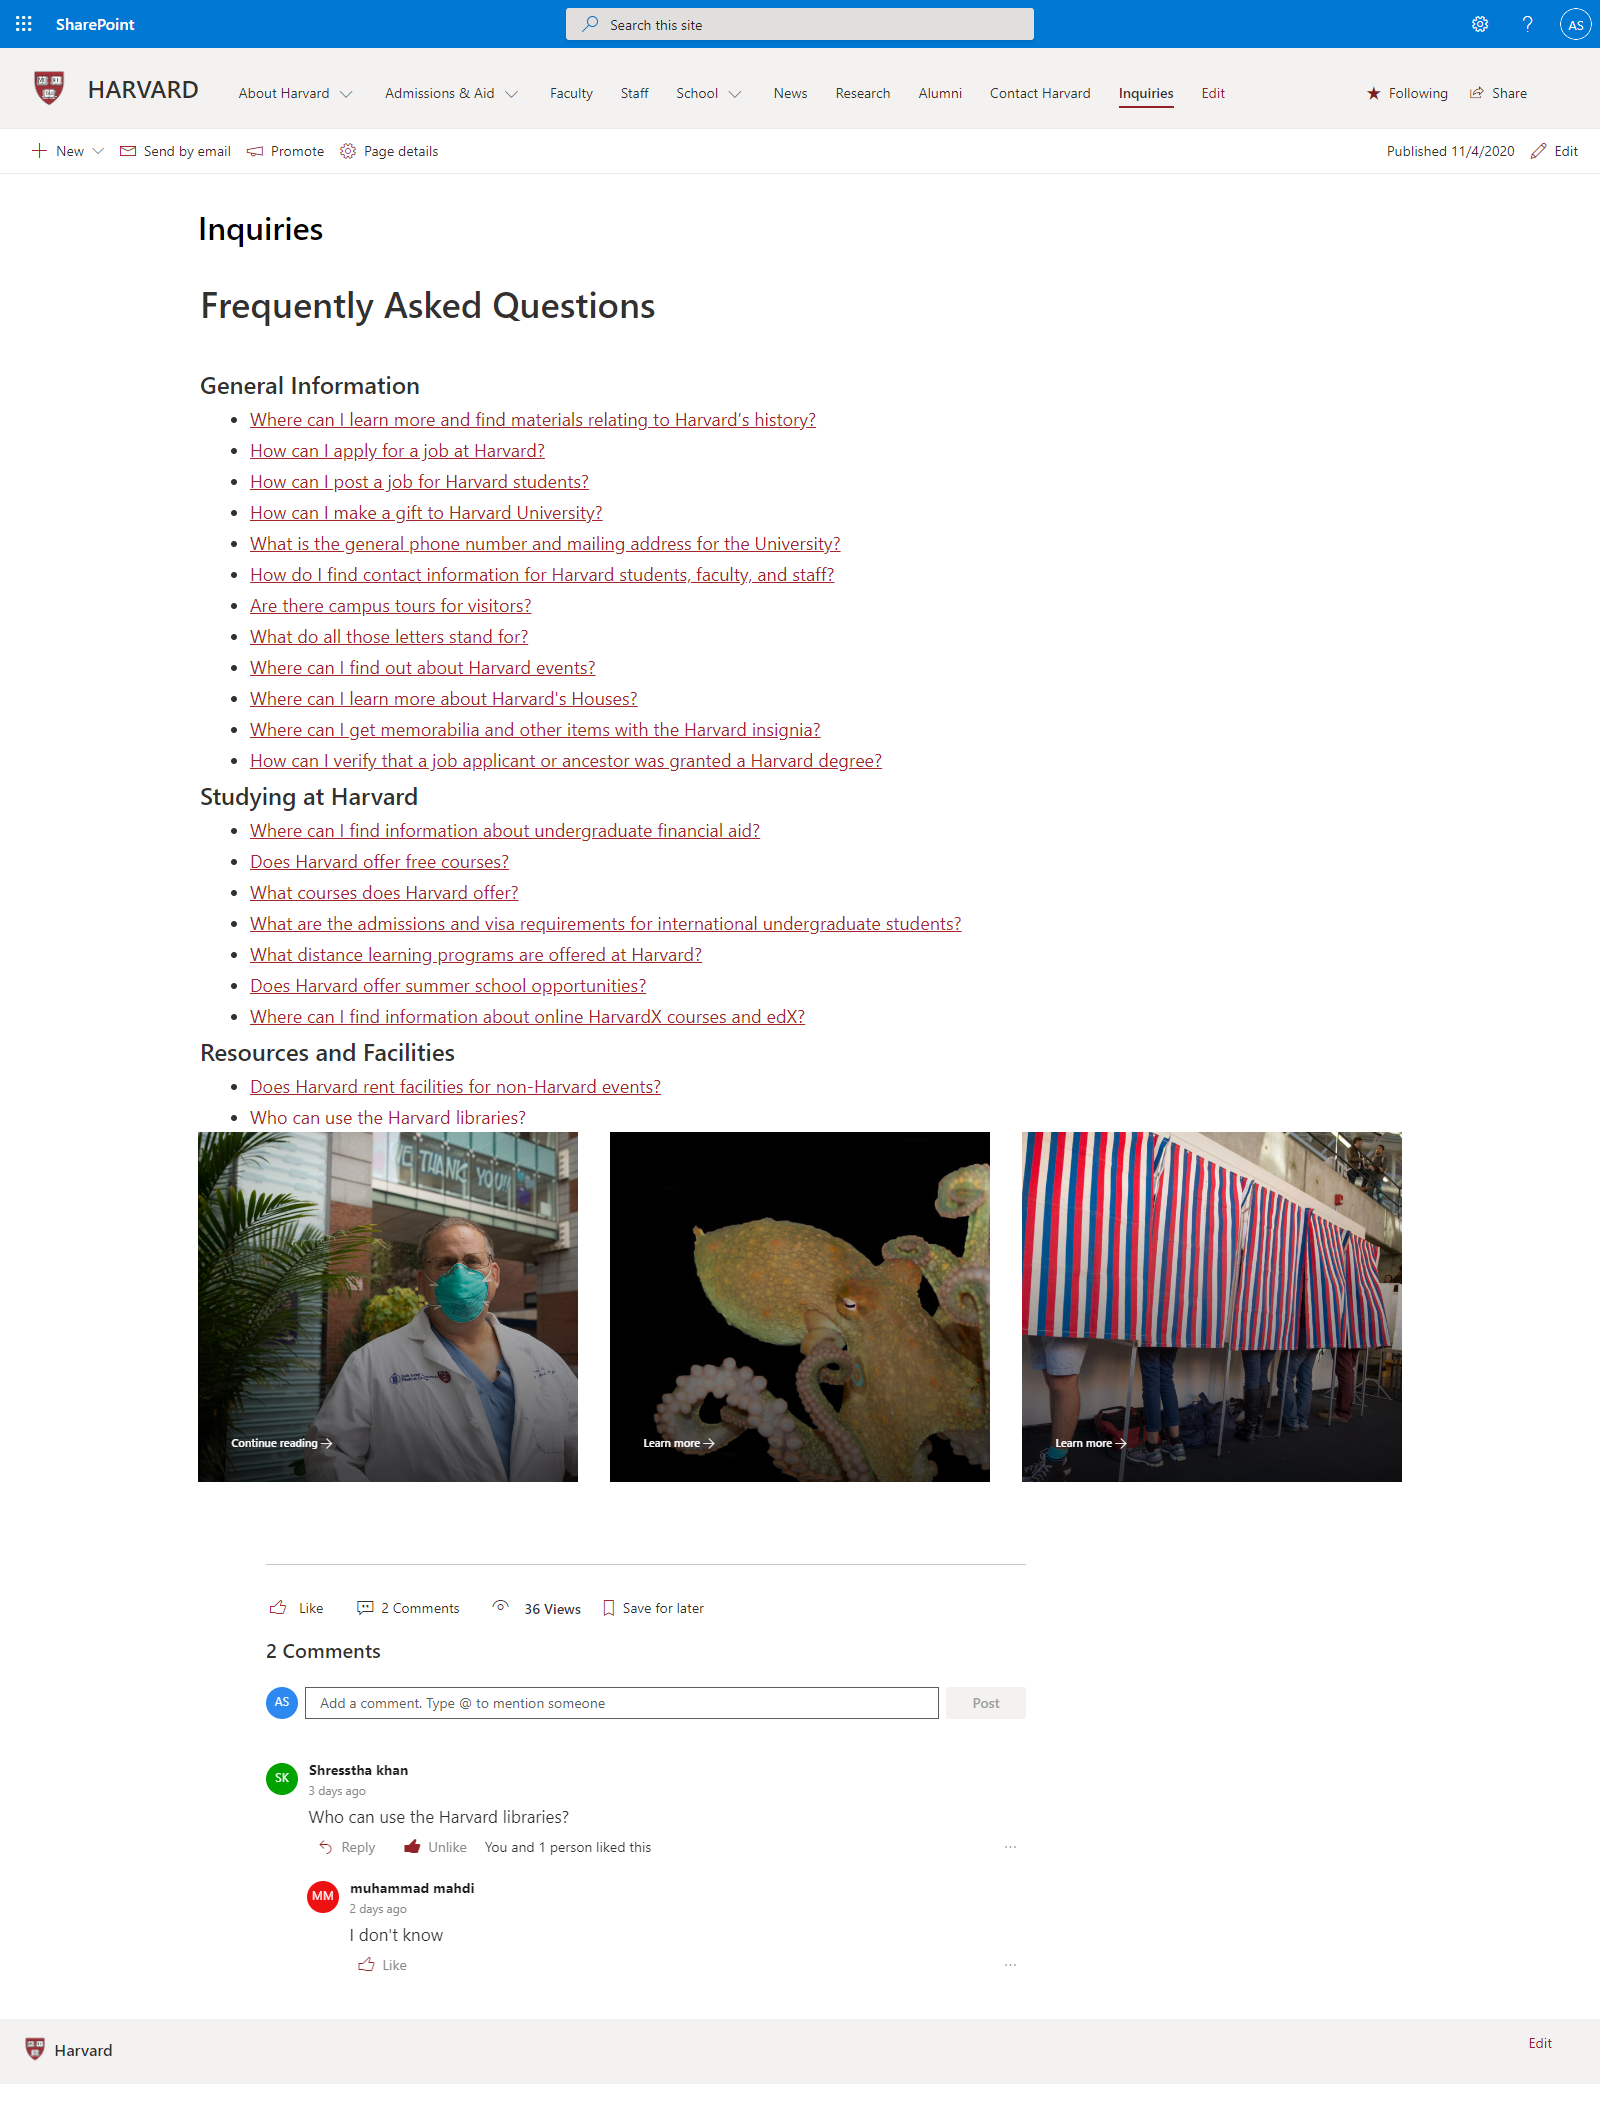 SharePoint
Search this site
AS
HARVARD
About Harvard
Admissions & Aid
Faculty
Staff
School
News
Research
Alumni
Contact Harvard
Inquiries
Edit
Following
Share
New
Send by email
Promote
Page details
Published 11/4/2020
Edit
Inquiries
Frequently Asked Questions
General Information
Where can I learn more and find materials relating to Harvard’s history?
How can I apply for a job at Harvard?
How can I post a job for Harvard students?
How can I make a gift to Harvard University?
What is the general phone number and mailing address for the University?
How do I find contact information for Harvard students, faculty, and staff?
Are there campus tours for visitors?
What do all those letters stand for?
Where can I find out about Harvard events?
Where can I learn more about Harvard's Houses?
Where can I get memorabilia and other items with the Harvard insignia?
How can I verify that a job applicant or ancestor was granted a Harvard degree?
Studying at Harvard
Where can I find information about undergraduate financial aid?
Does Harvard offer free courses?
What courses does Harvard offer?
What are the admissions and visa requirements for international undergraduate students?
What distance learning programs are offered at Harvard?
Does Harvard offer summer school opportunities?
Where can I find information about online HarvardX courses and edX?
Resources and Facilities
Does Harvard rent facilities for non-Harvard events?
Who can use the Harvard libraries?
WE THANK YOU!!
Continue reading
Learn more
Learn more
Like
2 Comments
36 Views
Save for later
2 Comments
AS
Add a comment. Type @ to mention someone
Post
SK
Shresstha khan
3 days ago
Who can use the Harvard libraries?
Reply
Unlike
You and 1 person liked this
MM
muhammad mahdi
2 days ago
I don't know
Like
Harvard
Edit